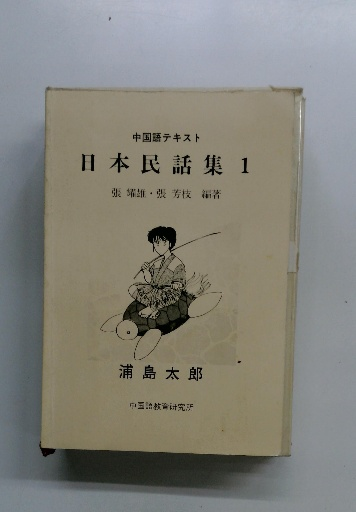 中国語テキスト
日本民話集 1
張 耀雄・張 芳枝 編著
浦島太郎
中国語教育研究所